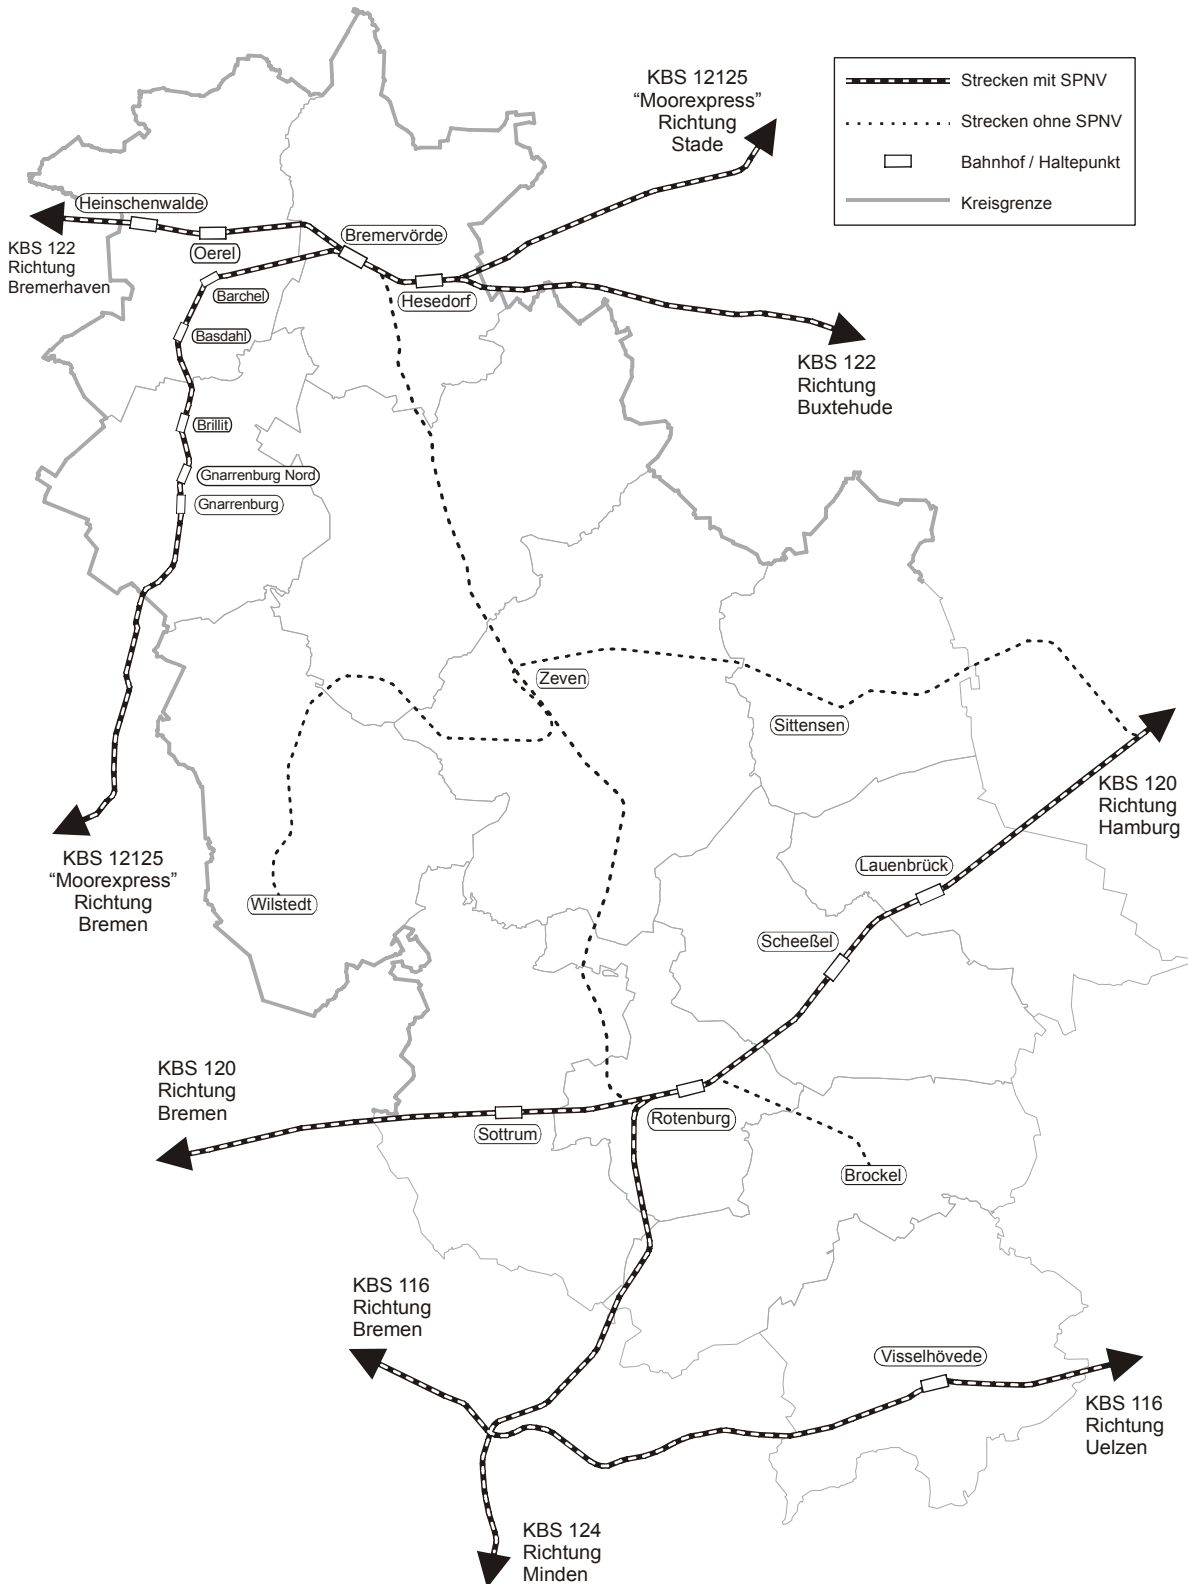 KBS 12125
“Moorexpress”
Richtung
Stade
Strecken mit SPNV
Strecken ohne SPNV
Bahnhof / Haltepunkt
Kreisgrenze
Heinschenwalde
Oerel
Bremervörde
KBS 122
Richtung
Bremerhaven
Barchel
Hesedorf
Basdahl
KBS 122
Richtung
Buxtehude
Brillit
Gnarrenburg Nord
Gnarrenburg
Zeven
Sittensen
KBS 120
Richtung
Hamburg
KBS 12125
“Moorexpress”
Richtung
Bremen
Lauenbrück
Wilstedt
Scheeßel
KBS 120
Richtung
Bremen
Sottrum
Rotenburg
Brockel
KBS 116
Richtung
Bremen
Visselhövede
KBS 116
Richtung
Uelzen
KBS 124
Richtung
Minden